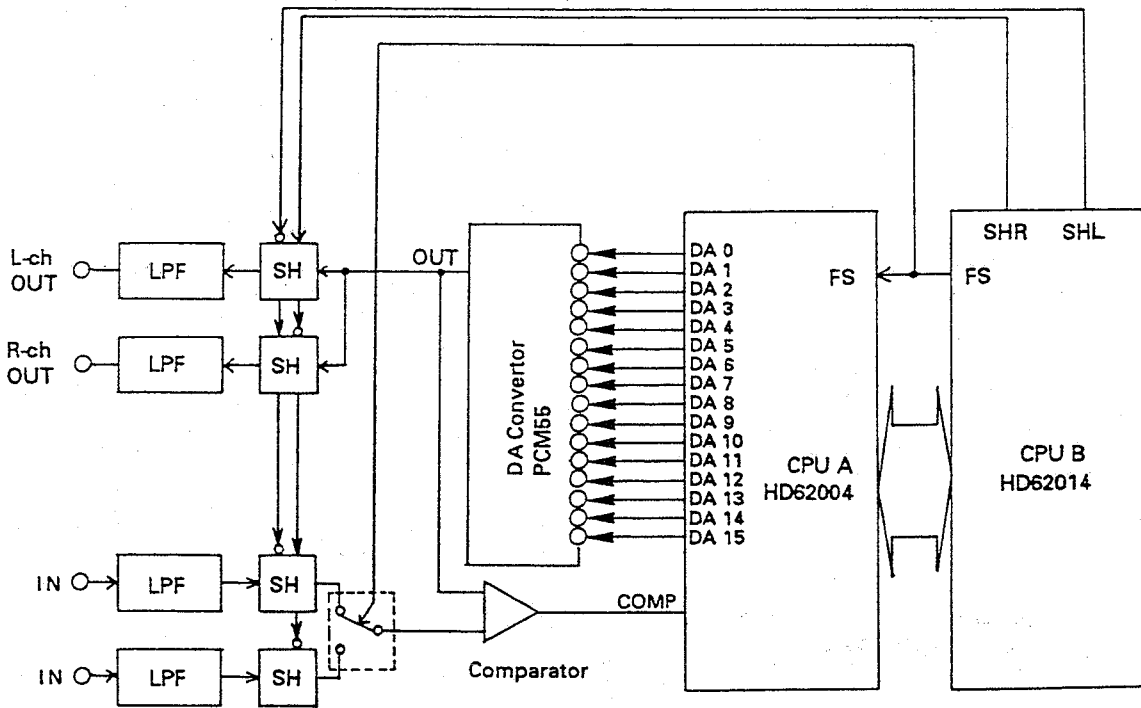 SHR SHL
L-ch
OUT
LPF
SH
OUT
R-ch
OUT
LPF
SH
DA Convertor
PCM55
DA 0
DA 1
DA 2
DA 3
DA 4
DA 5
DA 6
DA 7
DA 8
DA 9
DA 10
DA 11
DA 12
DA 13
DA 14
DA 15
FS
FS
CPU A
HD62004
CPU B
HD62014
IN
LPF
SH
COMP
IN
LPF
SH
Comparator